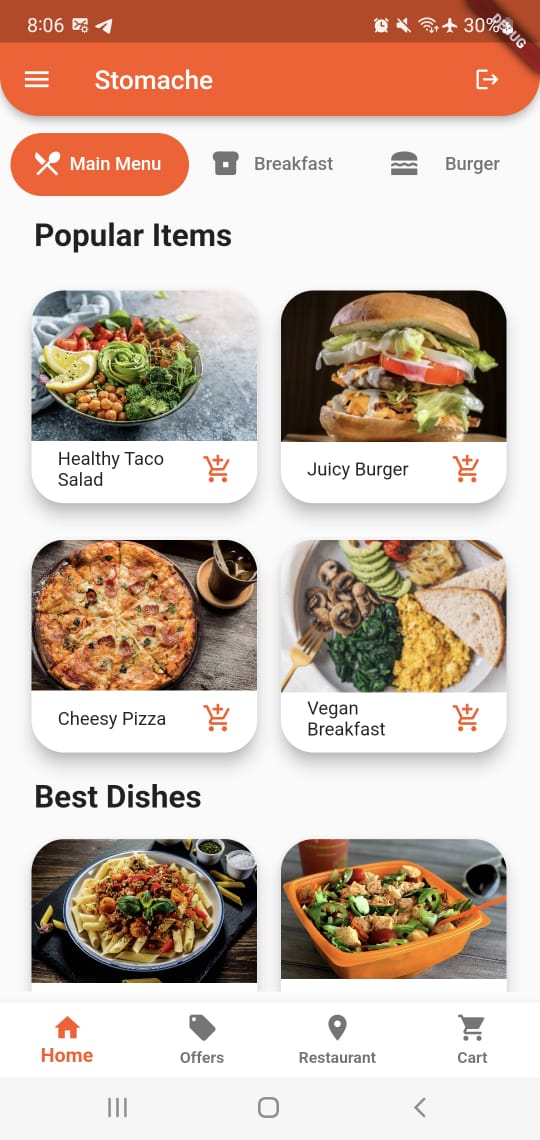 8:06 30%
DEBUG
Stomache
Main Menu Breakfast Burger
Popular Items
Healthy Taco
Salad
Juicy Burger
Cheesy Pizza
Vegan
Breakfast
Best Dishes
Home Offers Restaurant Cart